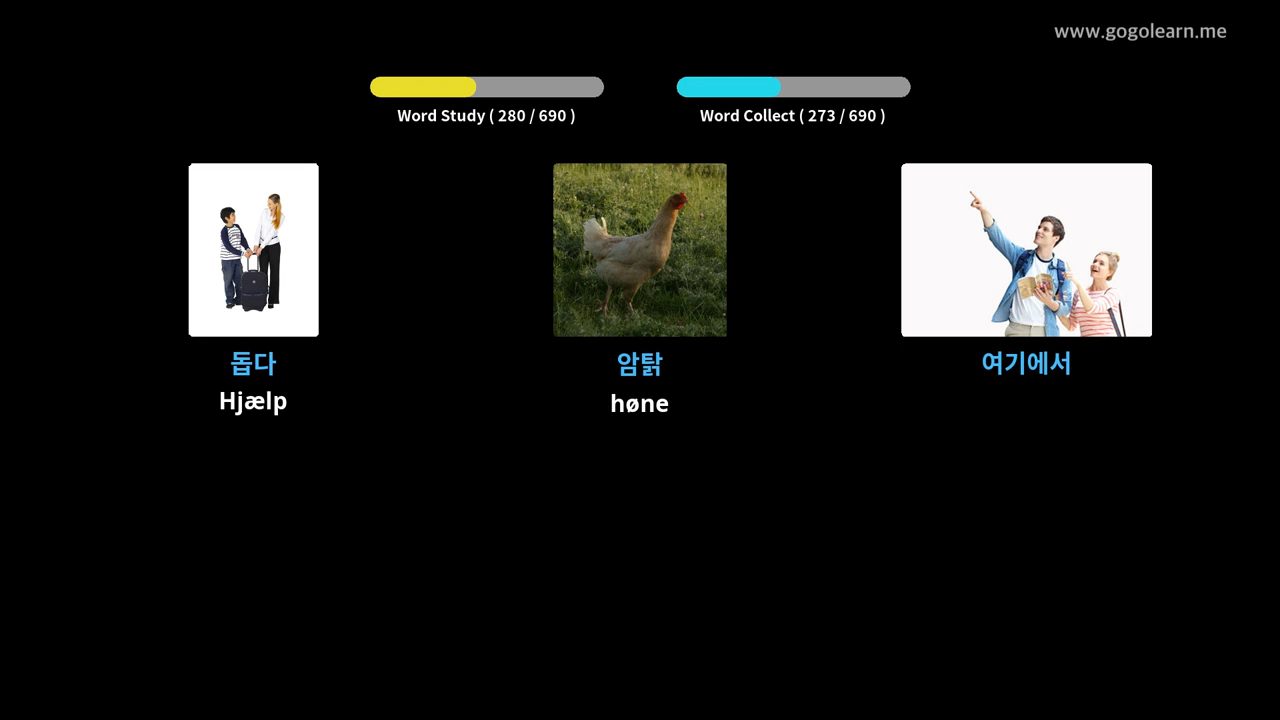 www.gogolearn.me
Word Study ( 280 / 690 )
Word Collect ( 273 / 690 )
돕다
암탉
여기에서
Hjælp
høne